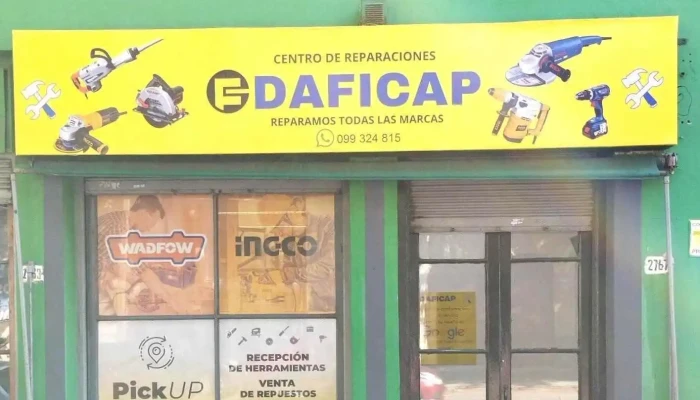 CENTRO DE REPARACIONES
DAFICAP
REPARAMOS TODAS LAS MARCAS
099 324 815
WADFOW
INGCO
2767
DAFICAP
PickUP
RECEPCIÓN
DE HERRAMIENTAS
VENTA
DE REPUESTOS